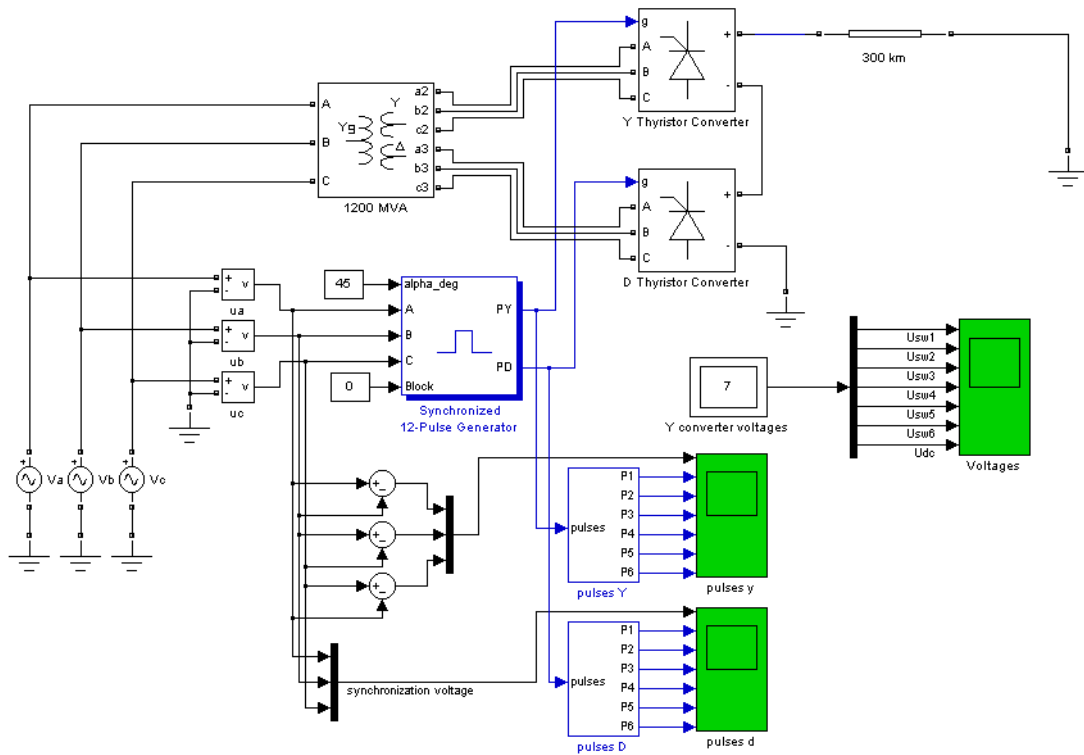 g
A
B
C
+
-
Y Thyristor Converter
300 km
A
B
C
Yg
Y
Δ
a2
b2
c2
a3
b3
c3
1200 MVA
g
A
B
C
+
-
D Thyristor Converter
+
-
v
ua
+
-
v
ub
+
-
v
uc
45
0
alpha_deg
A
B
C
Block
PY
PD
Synchronized
12-Pulse Generator
7
Y converter voltages
Usw1
Usw2
Usw3
Usw4
Usw5
Usw6
Udc
Voltages
+
Va
+
Vb
+
Vc
+
-
+
-
+
-
pulses
P1
P2
P3
P4
P5
P6
pulses Y
pulses y
synchronization voltage
pulses
P1
P2
P3
P4
P5
P6
pulses D
pulses d